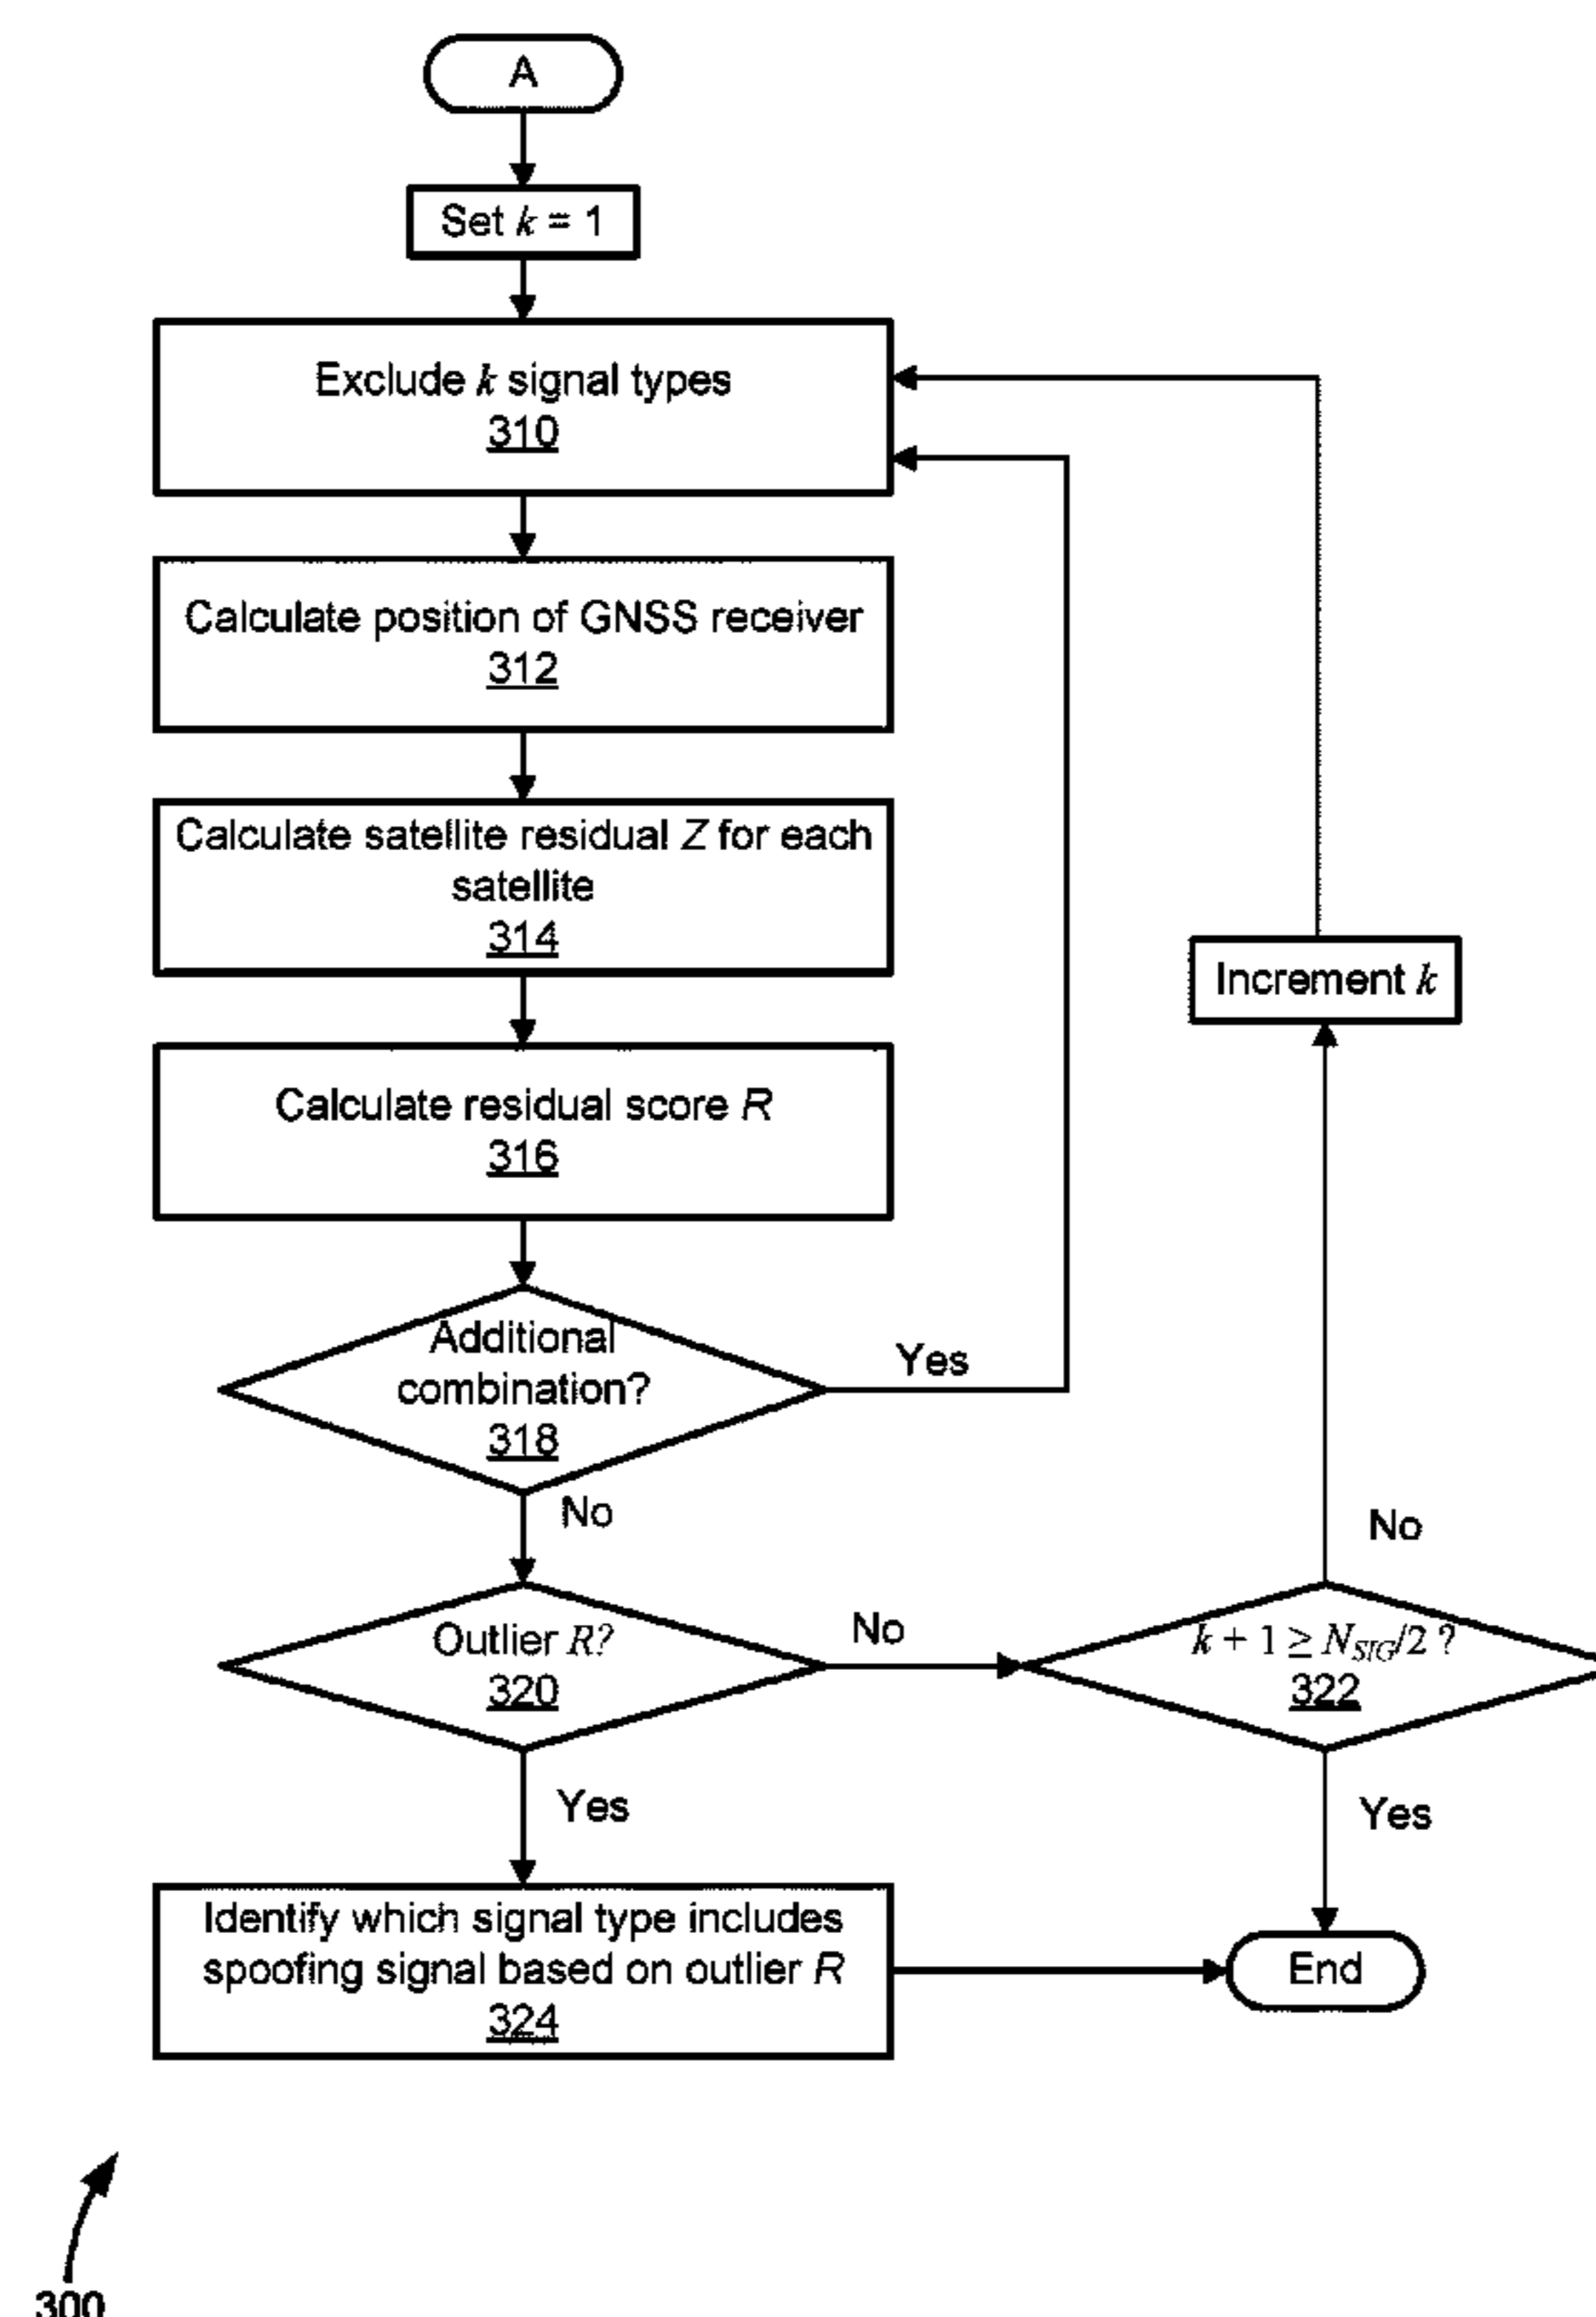 A
Set k = 1
Exclude k signal types
310
Calculate position of GNSS receiver
312
Calculate satellite residual Z for each
satellite
314
Increment k
Calculate residual score R
316
Additional
combination?
318
Yes
No
No
Outlier R?
320
No
k + 1 ≥ N_SIG/2 ?
322
Yes
Yes
Identify which signal type includes
spoofing signal based on outlier R
324
End
300